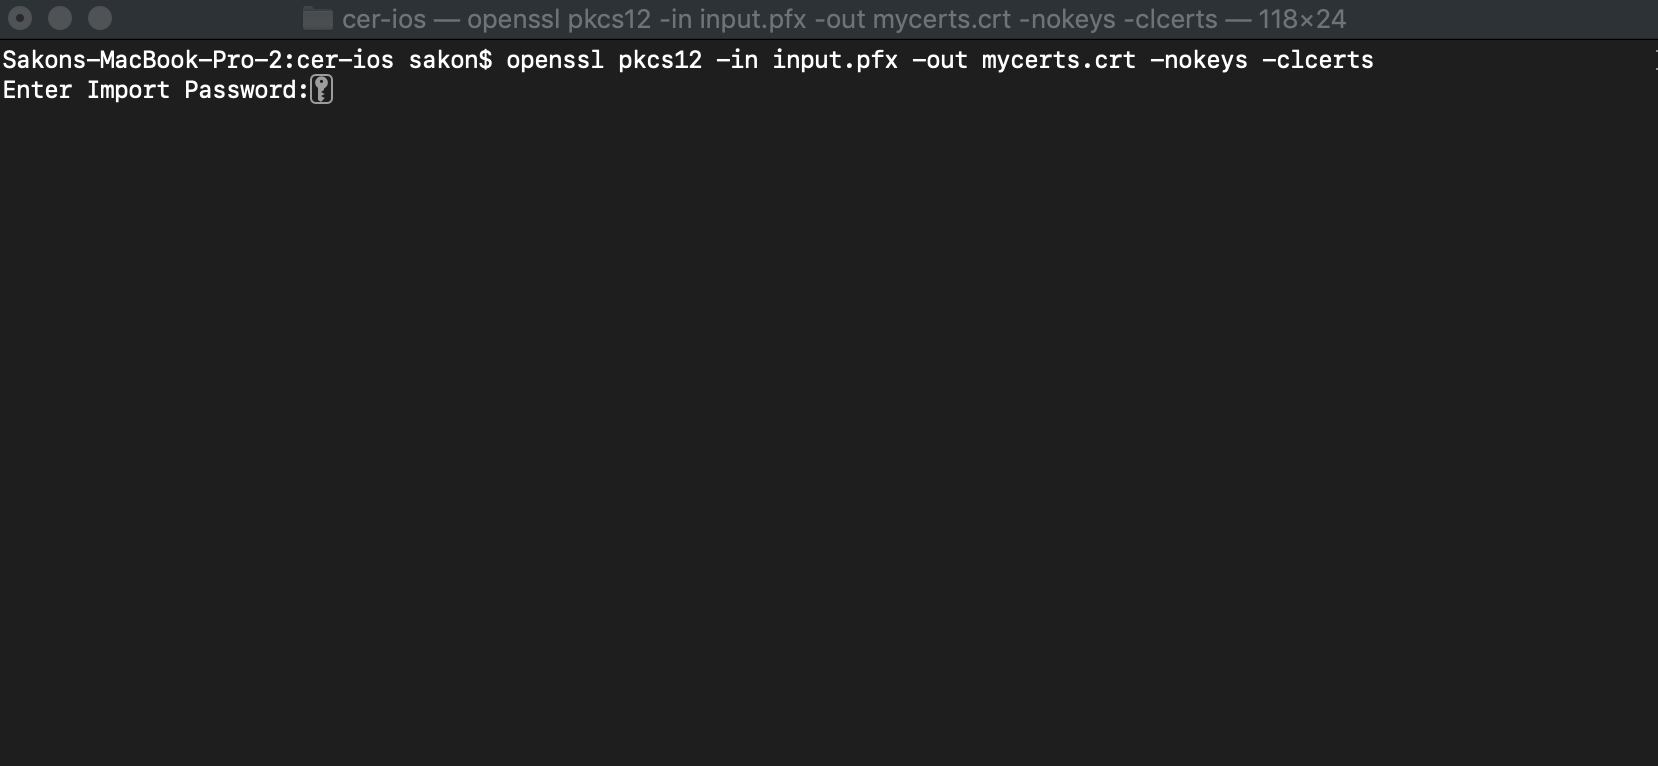 cer-ios — openssl pkcs12 -in input.pfx -out mycerts.crt -nokeys -clcerts — 118×24
Sakons-MacBook-Pro-2:cer-ios sakon$ openssl pkcs12 -in input.pfx -out mycerts.crt -nokeys -clcerts
Enter Import Password: